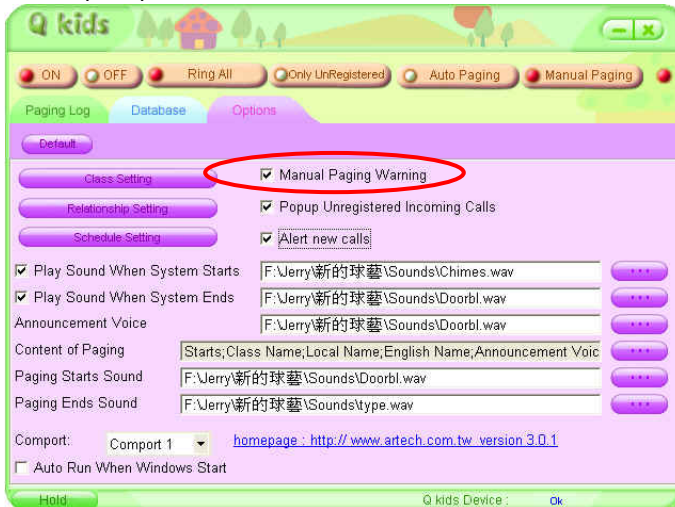 Q kids
ON OFF Ring All Only UnRegistered Auto Paging Manual Paging
Paging Log Database Options
Default
Class Setting Manual Paging Warning
Relationship Setting Popup Unregistered Incoming Calls
Schedule Setting Alert new calls
Play Sound When System Starts F:\Jerry\新的球藝\Sounds\Chimes.wav ...
Play Sound When System Ends F:\Jerry\新的球藝\Sounds\Doorbl.wav ...
Announcement Voice F:\Jerry\新的球藝\Sounds\Doorbl.wav ...
Content of Paging Starts;Class Name;Local Name;English Name;Announcement Voic ...
Paging Starts Sound F:\Jerry\新的球藝\Sounds\Doorbl.wav ...
Paging Ends Sound F:\Jerry\新的球藝\Sounds\type.wav ...
Comport: Comport 1 homepage : http:// www.artech.com.tw version 3.0.1
Auto Run When Windows Start
Hold Q kids Device : Ok